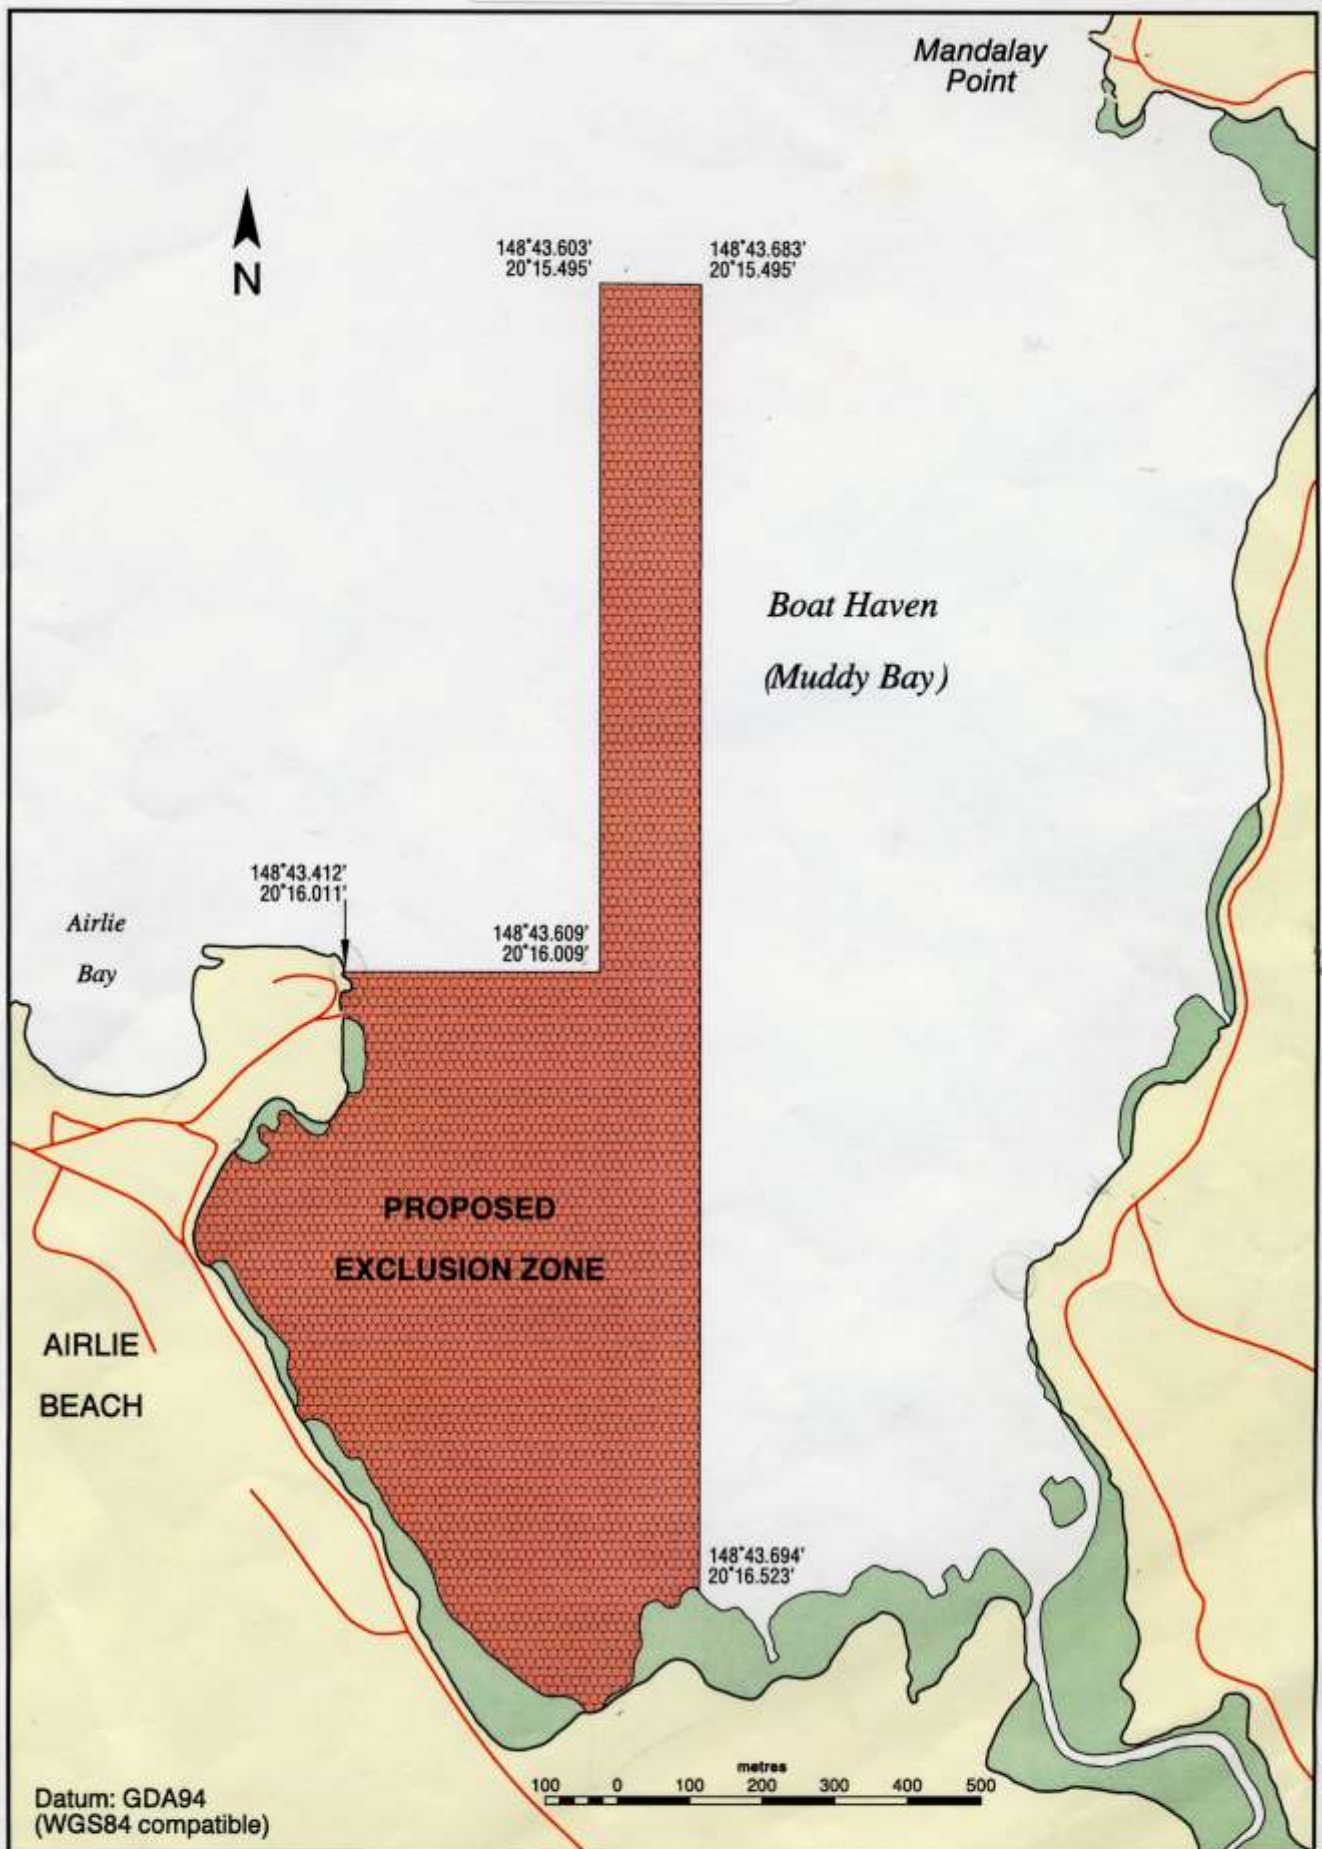 Mandalay
Point
N
148°43.603'
20°15.495'
148°43.683'
20°15.495'
Boat Haven
(Muddy Bay)
148°43.412'
20°16.011'
Airlie
Bay
148°43.609'
20°16.009'
PROPOSED
EXCLUSION ZONE
AIRLIE
BEACH
148°43.694'
20°16.523'
metres
100 0 100 200 300 400 500
Datum: GDA94
(WGS84 compatible)